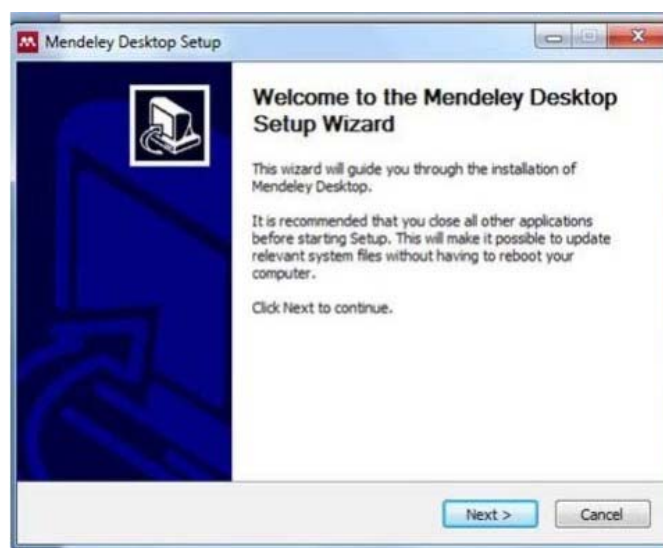 Mendeley Desktop Setup
Welcome to the Mendeley Desktop
Setup Wizard
This wizard will guide you through the installation of
Mendeley Desktop.
It is recommended that you close all other applications
before starting Setup. This will make it possible to update
relevant system files without having to reboot your
computer.
Click Next to continue.
Next >
Cancel